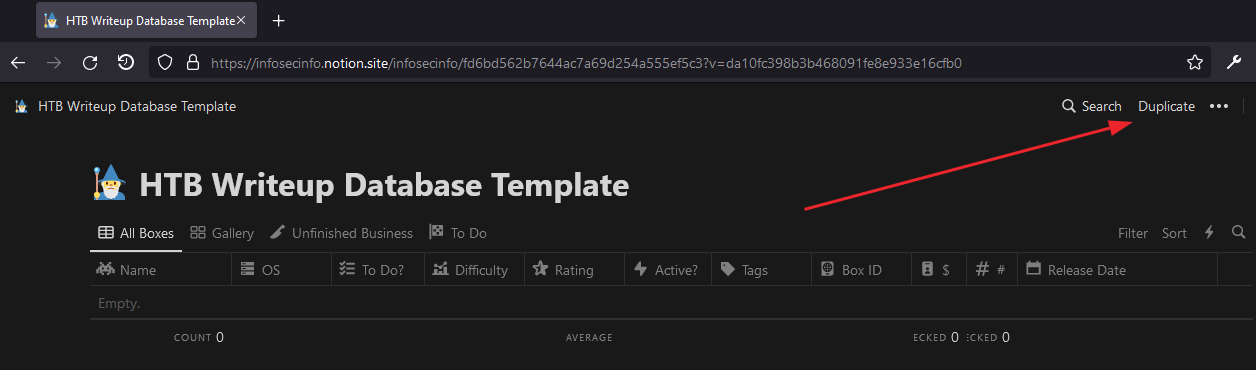 HTB Writeup Database Template
https://infosecinfo.notion.site/infosecinfo/fd6bd562b7644ac7a69d254a555ef5c3?v=da10fc398b3b468091fe8e933e16cfb0
HTB Writeup Database Template Search Duplicate
HTB Writeup Database Template
All Boxes Gallery Unfinished Business To Do Filter Sort
Name OS To Do? Difficulty Rating Active? Tags Box ID $ # Release Date
Empty.
COUNT 0 AVERAGE ECKED 0 ECKED 0